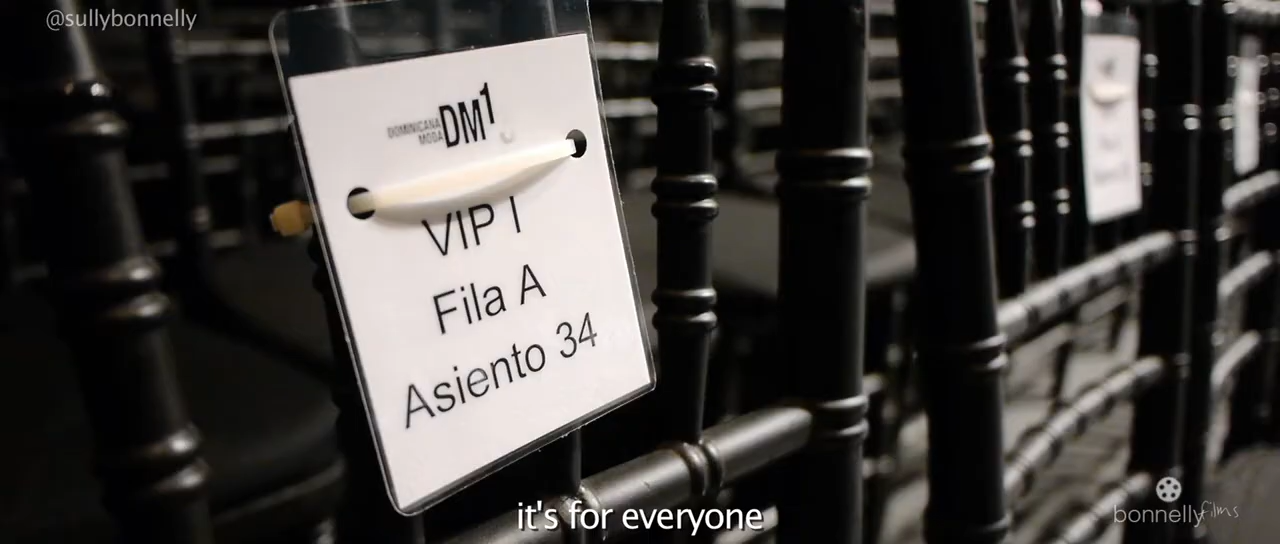 @sullybonnelly
DOMINICANA
MODA
DM1
VIP I
Fila A
Asiento 34
it's for everyone
bonnelly films